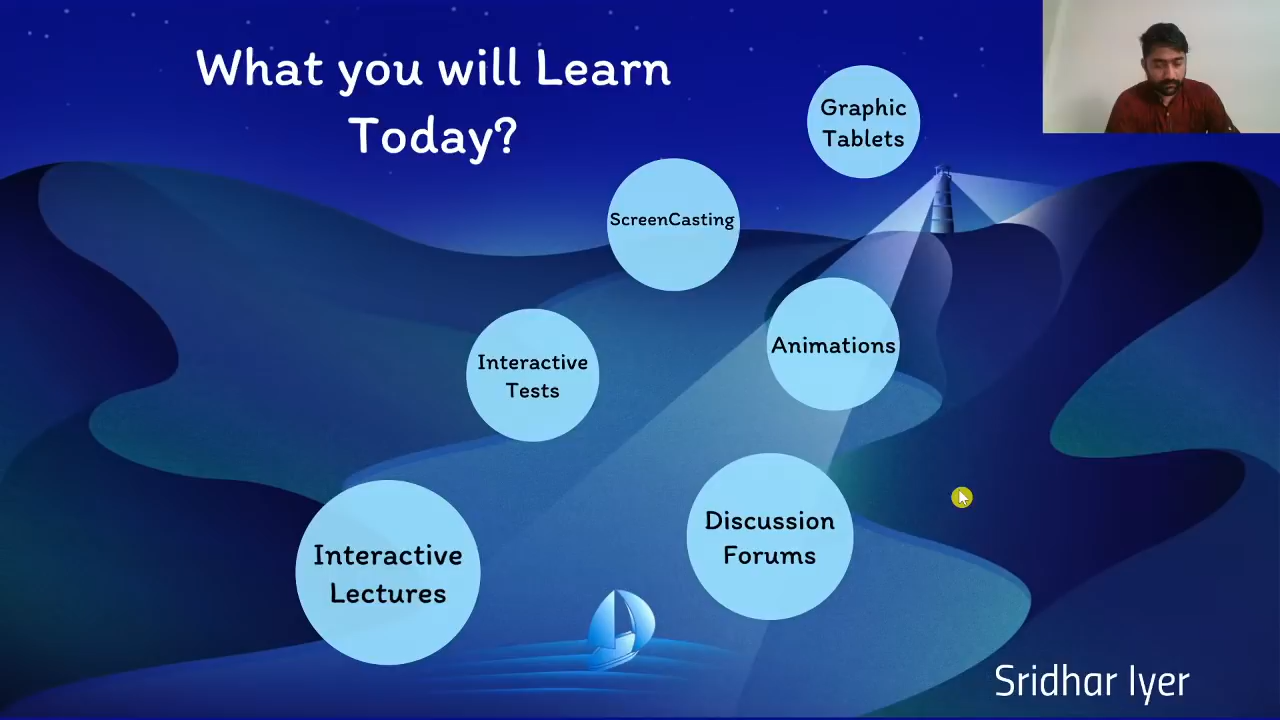 What you will Learn
Today?
Graphic
Tablets
ScreenCasting
Animations
Interactive
Tests
Discussion
Forums
Interactive
Lectures
Sridhar Iyer